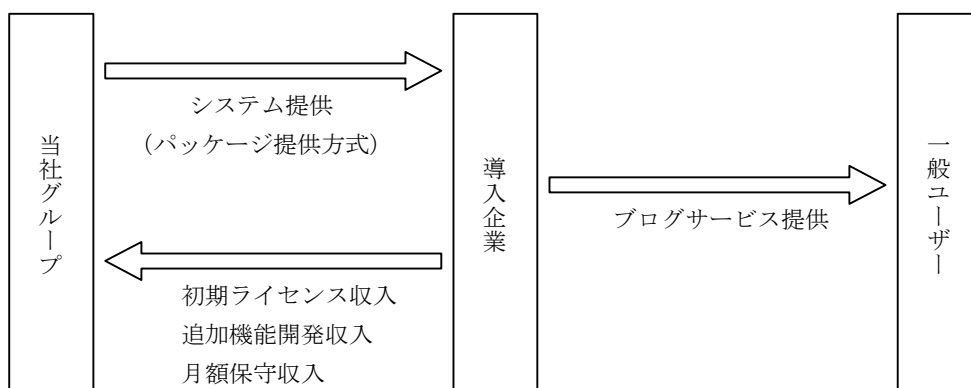 当社グループ
システム提供
(パッケージ提供方式)
初期ライセンス収入
追加機能開発収入
月額保守収入
導入企業
ブログサービス提供
一般ユーザー